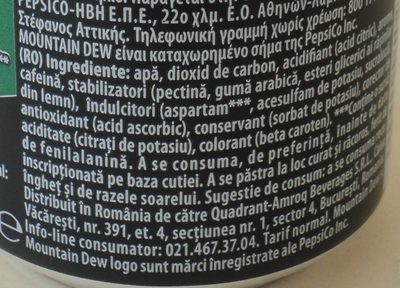 PEPSICO-HBH Ε.Π.Ε., 22ο χλμ. Ε.Ο. Αθηνών-Λαμ
Στέφανος Αττικής. Τηλεφωνική γραμμή χωρίς χρέωση: 800
MOUNTAIN DEW είναι καταχωρημένο σήμα της PepsiCo Inc.
(RO) Ingrediente: apă, dioxid de carbon, acidifiant (acid citric),
cafeină, stabilizatori (pectină, gumă arabică, esteri glicerici ai
din lemn), îndulcitori (aspartam***, acesulfam de potasiu,
antioxidant (acid ascorbic), conservant (sorbat de potasiu), corector
aciditate (citrați de potasiu), colorant (beta caroten). ***
de fenilalanină. A se consuma, de preferință, înainte de
inscripționată pe baza cutiei. A se păstra la loc curat și răcoros.
îngheț și de razele soarelui. Sugestie de consum: a se consuma
Distribuit în România de către Quadrant-Amroq Beverages S.R.L.
Văcărești, nr. 391, et. 4, secțiunea nr. 1, sector 4, București,
e Info-line consumator: 021.467.37.04. Tarif normal. Mountain
Mountain Dew logo sunt mărci înregistrate ale PepsiCo Inc.